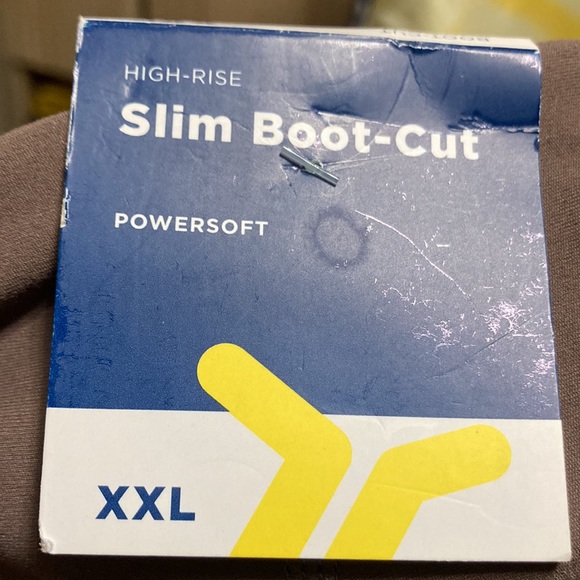 HIGH-RISE
Slim Boot-Cut
POWERSOFT
XXL